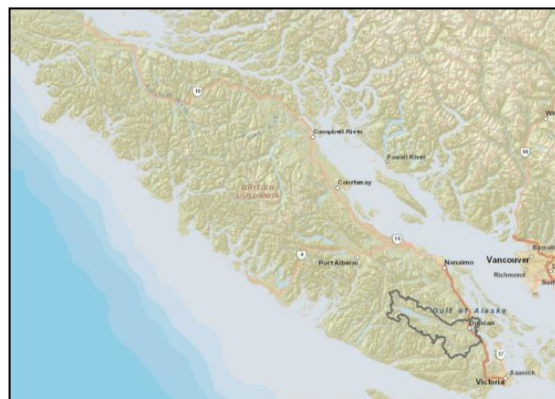 19
Campbell River
Powell River
99
Courtenay
BRITISH
COLUMBIA
19
Nanaimo
Vancouver
Port Alberni
4
Richmond
Gulf of Alaska
Duncan
17
Saanich
Victoria